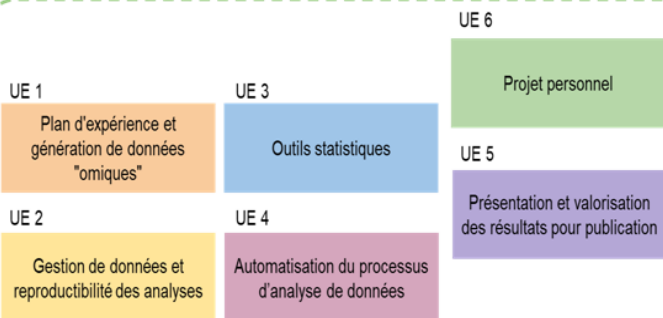 UE 1
Plan d'expérience et
génération de données
"omiques"
UE 2
Gestion de données et
reproductibilité des analyses
UE 3
Outils statistiques
UE 4
Automatisation du processus
d'analyse de données
UE 6
Projet personnel
UE 5
Présentation et valorisation
des résultats pour publication